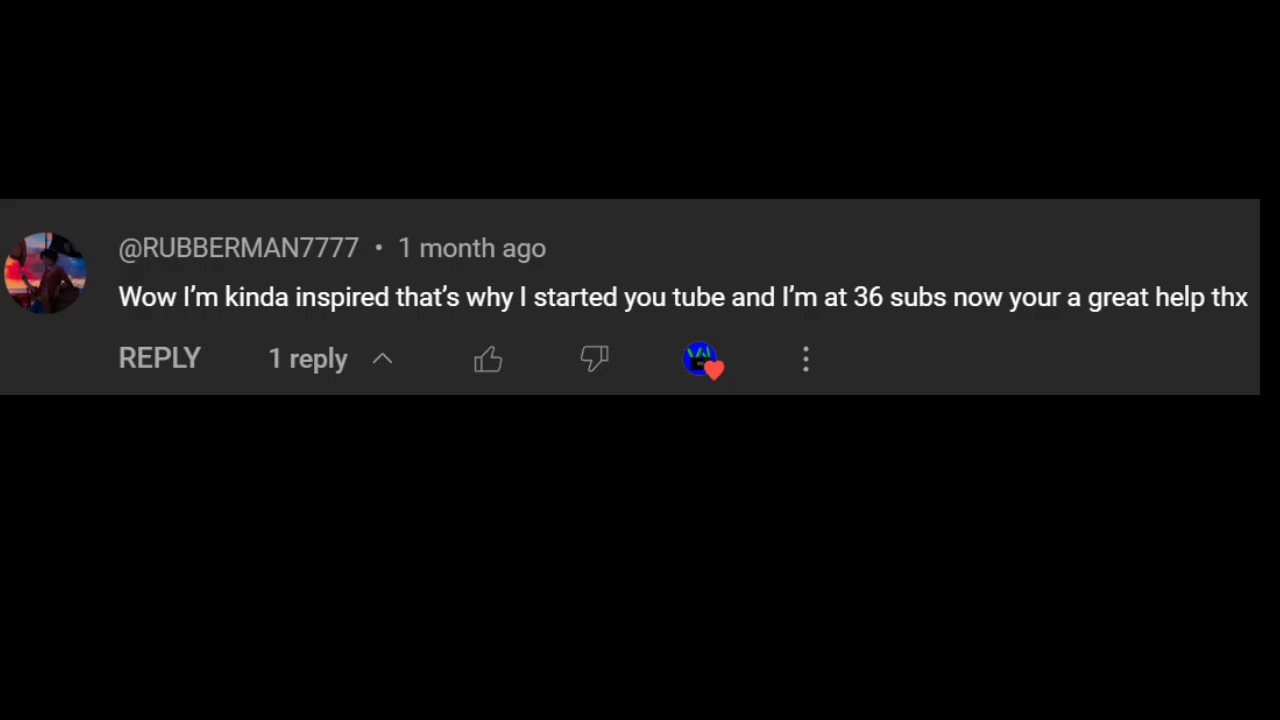 @RUBBERMAN7777 • 1 month ago
Wow I’m kinda inspired that’s why I started you tube and I’m at 36 subs now your a great help thx
REPLY 1 reply